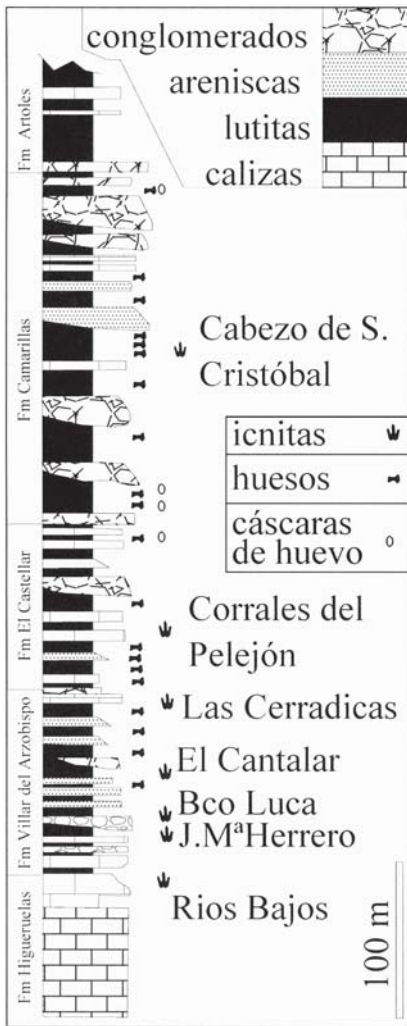 conglomerados
areniscas
lutitas
calizas
Fm Artoles
Fm Camarillas
Cabezo de S.
Cristóbal
icnitas
huesos
cáscaras
de huevo
Fm El Castellar
Corrales del
Pelejón
Las Cerradicas
Fm Villar del Arzobispo
El Cantalar
Bco Luca
J.MªHerrero
Rios Bajos
Fm Higueruelas
100 m